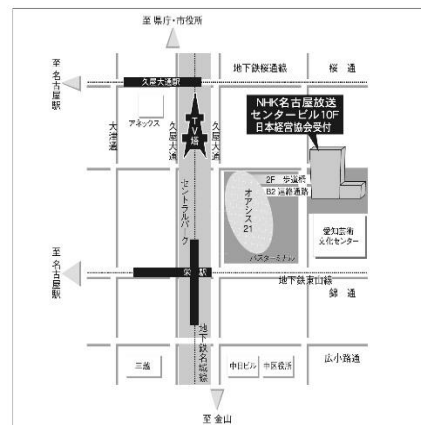 至 県庁・市役所
至 名古屋駅
久屋大通駅
地下鉄桜通線
桜 通
アネックス
大津通
久屋大通
TV塔
久屋大通
NHK名古屋放送
センタービル10F
日本経営協会受付
2F 歩道橋
B2 連絡通路
オアシス21
セントラルパーク
愛知芸術
文化センター
バスターミナル
至 名古屋駅
栄 駅
地下鉄東山線
錦 通
地下鉄名城線
三越
中日ビル
中区役所
広小路通
至 金山